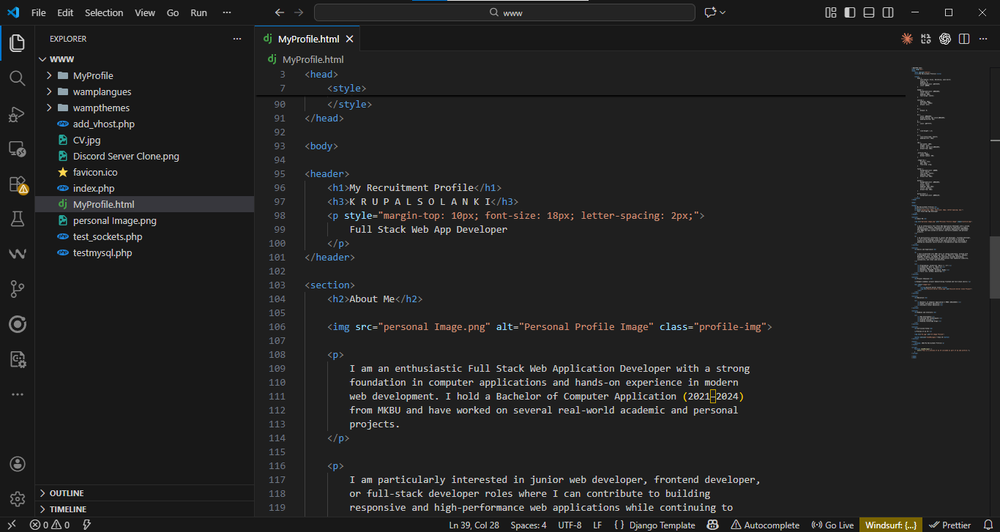 File Edit Selection View Go Run ··· www
EXPLORER ···
WWW
MyProfile
wamplangues
wampthemes
add_vhost.php
CV.jpg
Discord Server Clone.png
favicon.ico
index.php
MyProfile.html
personal Image.png
test_sockets.php
testmysql.php
OUTLINE
TIMELINE
dj MyProfile.html
dj MyProfile.html
3 <head>
7 <style>
90 </style>
91 </head>
92
93 <body>
94
95 <header>
96 <h1>My Recruitment Profile</h1>
97 <h3>K R U P A L S O L A N K I</h3>
98 <p style="margin-top: 10px; font-size: 18px; letter-spacing: 2px;">
99 Full Stack Web App Developer
100 </p>
101 </header>
102
103 <section>
104 <h2>About Me</h2>
105
106 <img src="personal Image.png" alt="Personal Profile Image" class="profile-img">
107
108 <p>
109 I am an enthusiastic Full Stack Web Application Developer with a strong
110 foundation in computer applications and hands-on experience in modern
111 web development. I hold a Bachelor of Computer Application (2021–2024)
112 from MKBU and have worked on several real-world academic and personal
113 projects.
114 </p>
115
116 <p>
117 I am particularly interested in junior web developer, frontend developer,
118 or full-stack developer roles where I can contribute to building
119 responsive and high-performance web applications while continuing to
0 0 Ln 39, Col 28 Spaces: 4 UTF-8 LF { } Django Template Autocomplete Go Live Windsurf: {...} Prettier